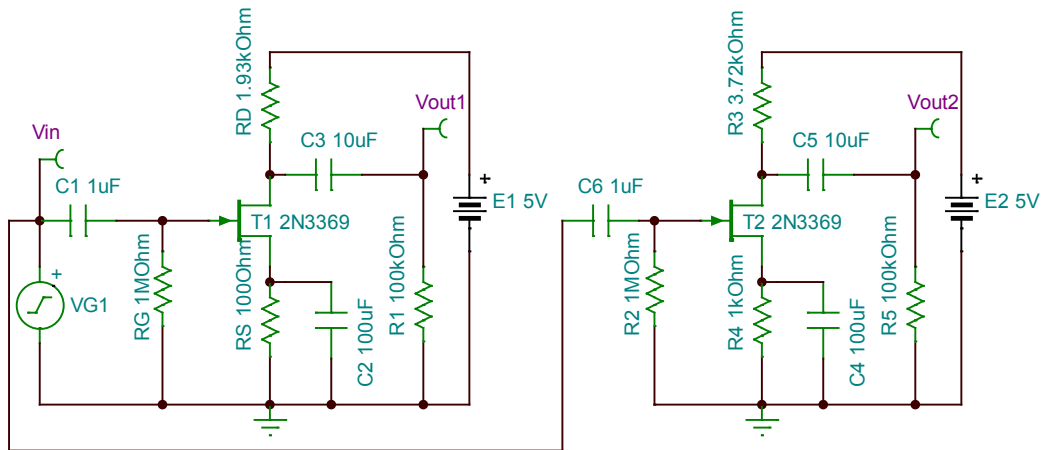 Vin
C1 1uF
VG1
RG 1MOhm
RD 1.93kOhm
C3 10uF
Vout1
T1 2N3369
RS 100Ohm
C2 100uF
R1 100kOhm
+
E1 5V
+
C6 1uF
R2 1MOhm
R3 3.72kOhm
C5 10uF
Vout2
T2 2N3369
R4 1kOhm
C4 100uF
R5 100kOhm
+
E2 5V